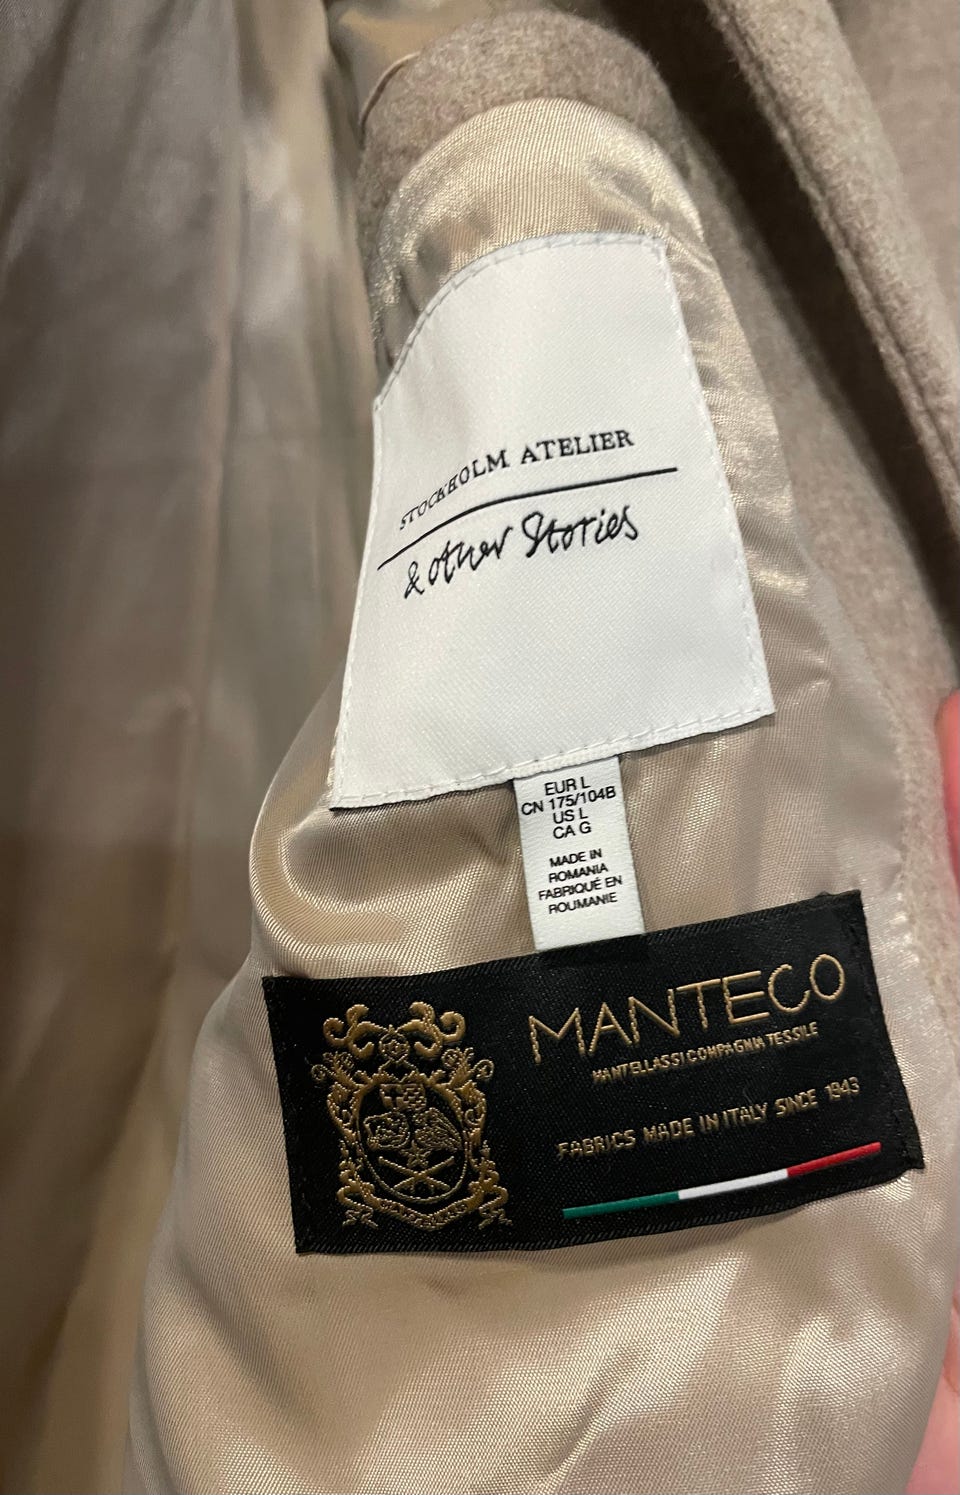 STOCKHOLM ATELIER
& other Stories
EUR L
CN 175/104B
US L
CA G
MADE IN
ROMANIA
FABRIQUÉ EN
ROUMANIE
MANTECO
MANTELLASSI COMPAGNIA TESSILE
FABRICS MADE IN ITALY SINCE 1943